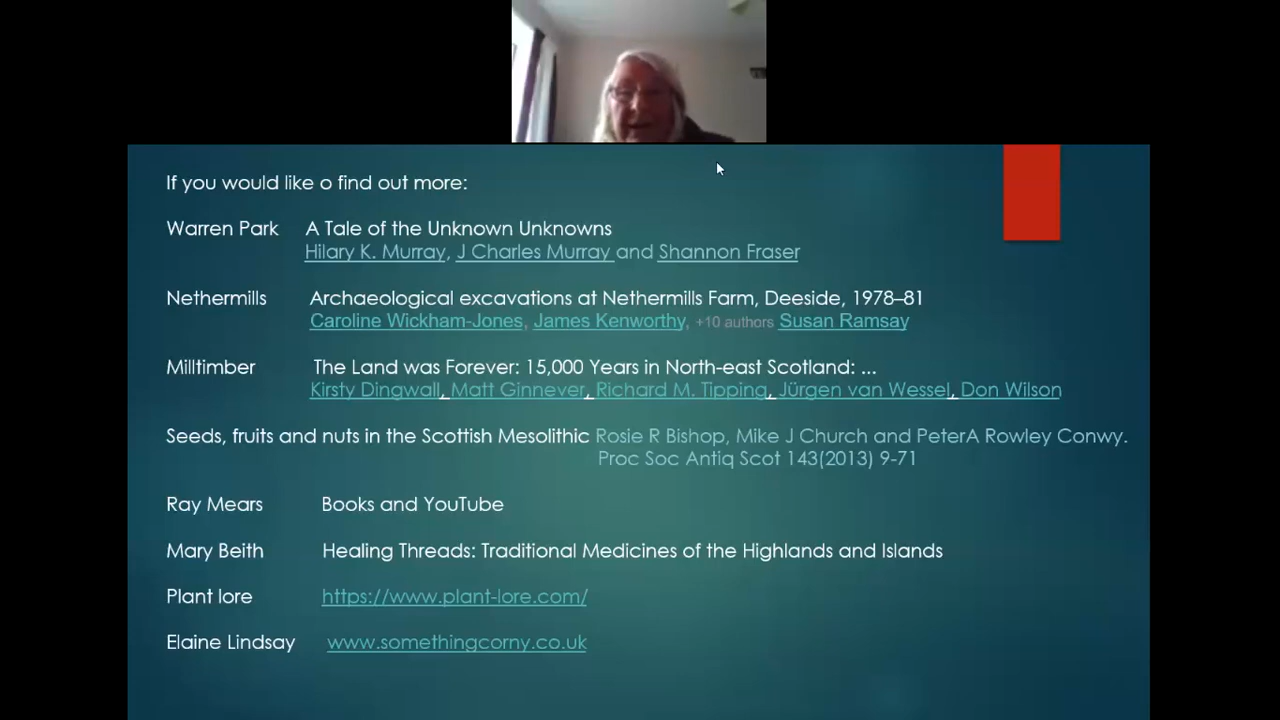 If you would like o find out more:
Warren Park A Tale of the Unknown Unknowns
Hilary K. Murray, J Charles Murray and Shannon Fraser
Nethermills Archaeological excavations at Nethermills Farm, Deeside, 1978–81
Caroline Wickham-Jones, James Kenworthy, +10 authors Susan Ramsay
Milltimber The Land was Forever: 15,000 Years in North-east Scotland: ...
Kirsty Dingwall, Matt Ginnever, Richard M. Tipping, Jürgen van Wessel, Don Wilson
Seeds, fruits and nuts in the Scottish Mesolithic Rosie R Bishop, Mike J Church and PeterA Rowley Conwy.
Proc Soc Antiq Scot 143(2013) 9-71
Ray Mears Books and YouTube
Mary Beith Healing Threads: Traditional Medicines of the Highlands and Islands
Plant lore https://www.plant-lore.com/
Elaine Lindsay www.somethingcorny.co.uk